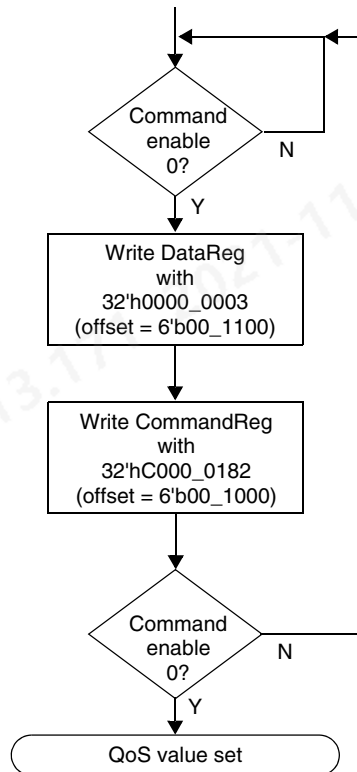 Command
enable
0?
N
Y
Write DataReg
with
32'h0000_0003
(offset = 6'b00_1100)
Write CommandReg
with
32'hC000_0182
(offset = 6'b00_1000)
Command
enable
0?
N
Y
QoS value set